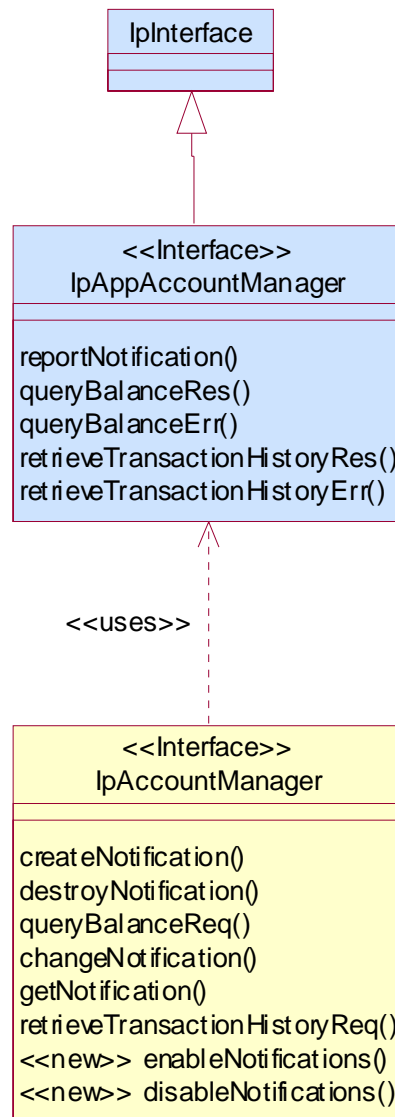 IpInterface
<<Interface>>
IpAppAccountManager
reportNotification()
queryBalanceRes()
queryBalanceErr()
retrieveTransactionHistoryRes()
retrieveTransactionHistoryErr()
<<uses>>
<<Interface>>
IpAccountManager
createNotification()
destroyNotification()
queryBalanceReq()
changeNotification()
getNotification()
retrieveTransactionHistoryReq()
<<new>> enableNotifications()
<<new>> disableNotifications()